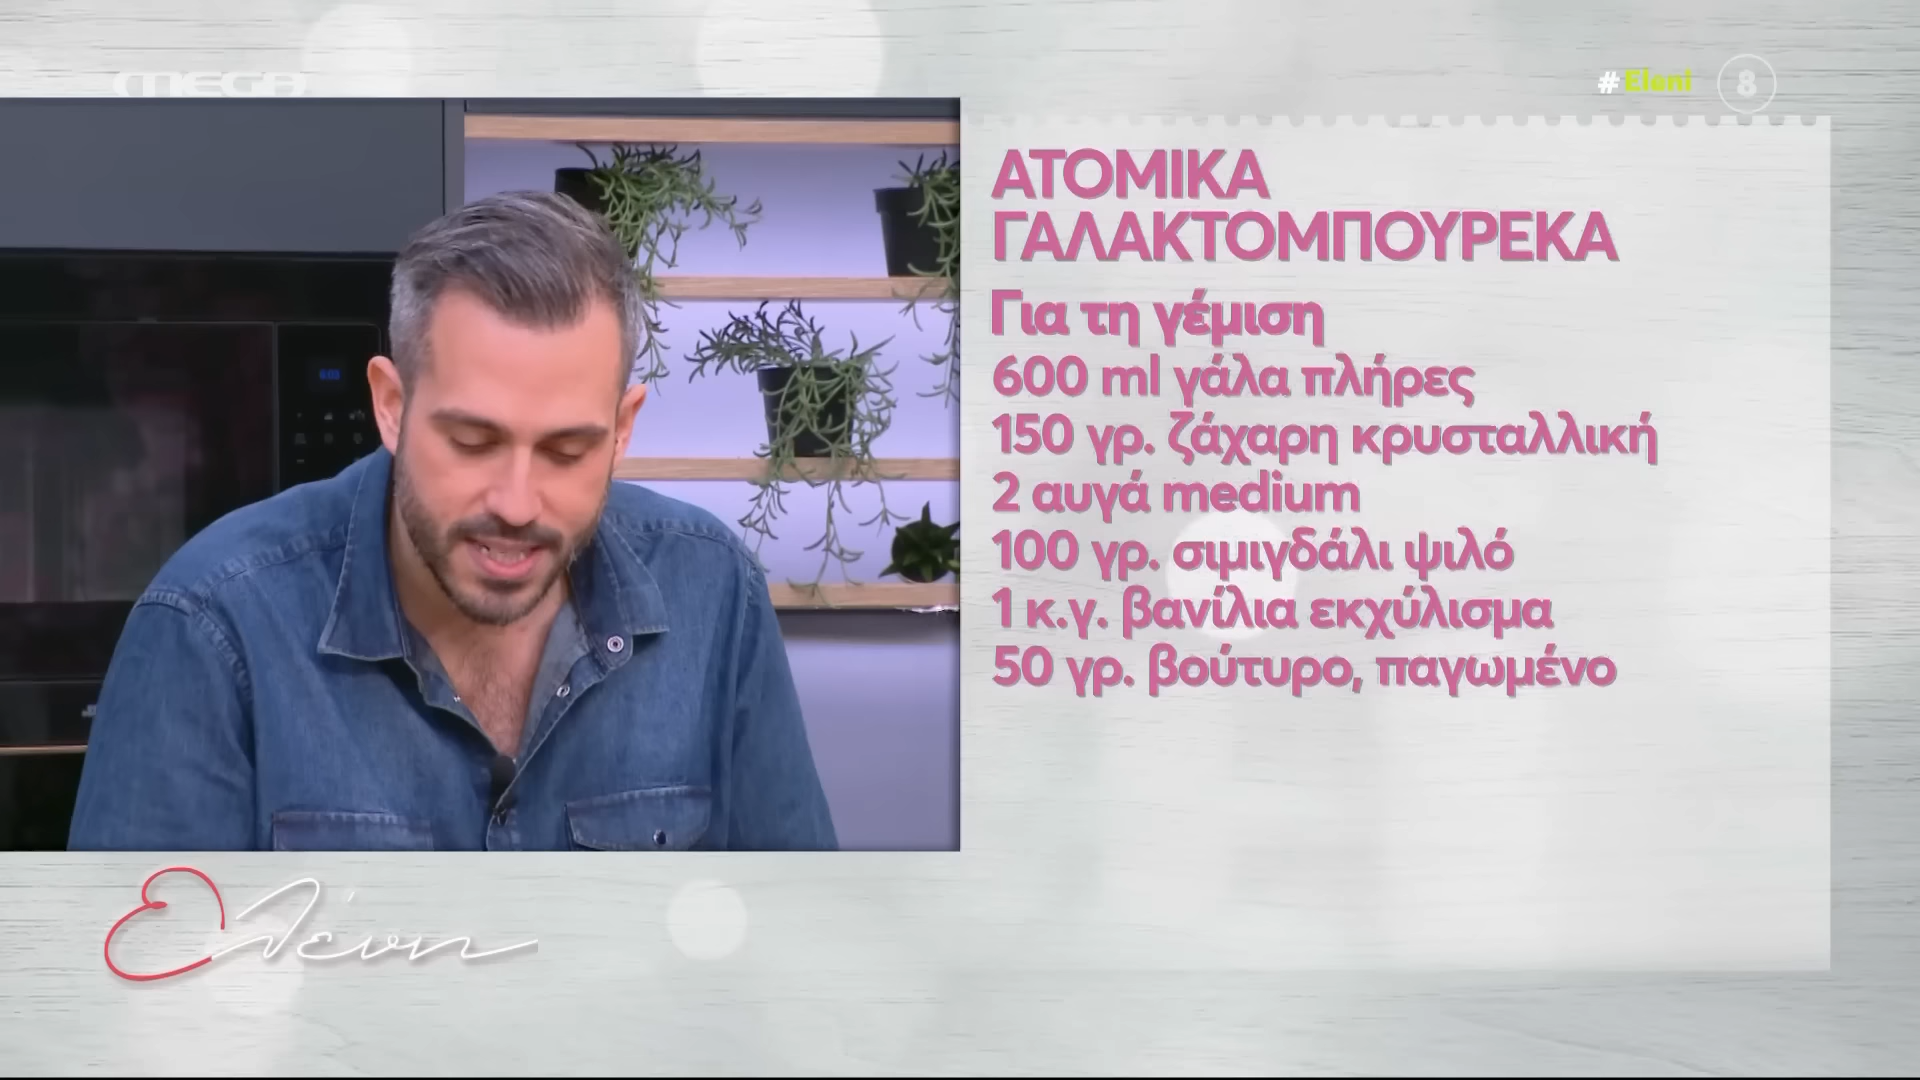 MEGA
#Eleni 8
ΑΤΟΜΙΚΑ
ΓΑΛΑΚΤΟΜΠΟΥΡΕΚΑ
Για τη γέμιση
600 ml γάλα πλήρες
150 γρ. ζάχαρη κρυσταλλική
2 αυγά medium
100 γρ. σιμιγδάλι ψιλό
1 κ.γ. βανίλια εκχύλισμα
50 γρ. βούτυρο, παγωμένο
Ελένη